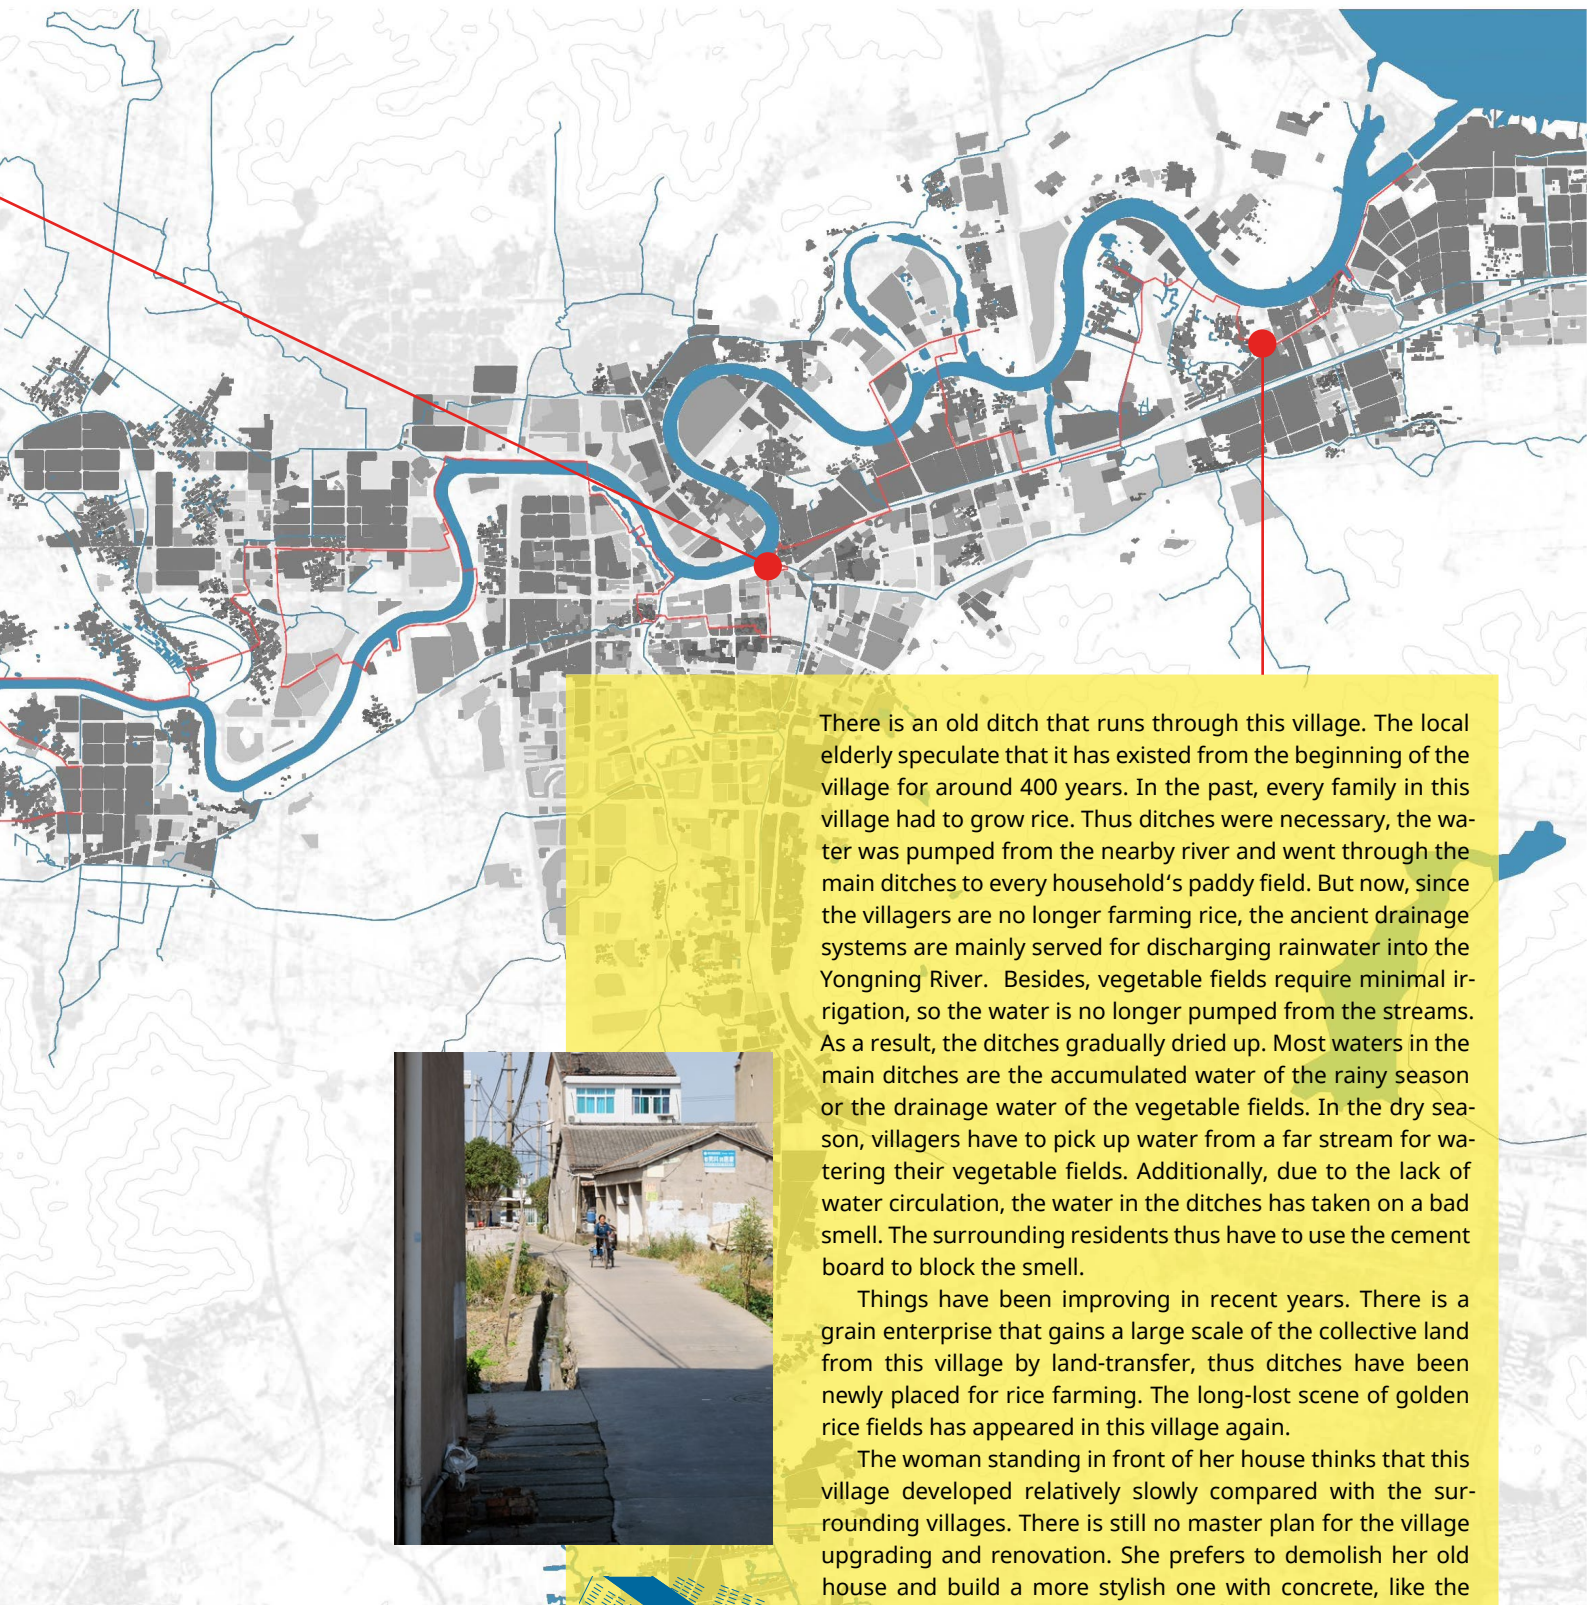 There is an old ditch that runs through this village. The local
elderly speculate that it has existed from the beginning of the
village for around 400 years. In the past, every family in this
village had to grow rice. Thus ditches were necessary, the wa-
ter was pumped from the nearby river and went through the
main ditches to every household‘s paddy field. But now, since
the villagers are no longer farming rice, the ancient drainage
systems are mainly served for discharging rainwater into the
Yongning River.  Besides, vegetable fields require minimal ir-
rigation, so the water is no longer pumped from the streams.
As a result, the ditches gradually dried up. Most waters in the
main ditches are the accumulated water of the rainy season
or the drainage water of the vegetable fields. In the dry sea-
son, villagers have to pick up water from a far stream for wa-
tering their vegetable fields. Additionally, due to the lack of
water circulation, the water in the ditches has taken on a bad
smell. The surrounding residents thus have to use the cement
board to block the smell.
Things have been improving in recent years. There is a
grain enterprise that gains a large scale of the collective land
from this village by land-transfer, thus ditches have been
newly placed for rice farming. The long-lost scene of golden
rice fields has appeared in this village again.
The woman standing in front of her house thinks that this
village developed relatively slowly compared with the sur-
rounding villages. There is still no master plan for the village
upgrading and renovation. She prefers to demolish her old
house and build a more stylish one with concrete, like the